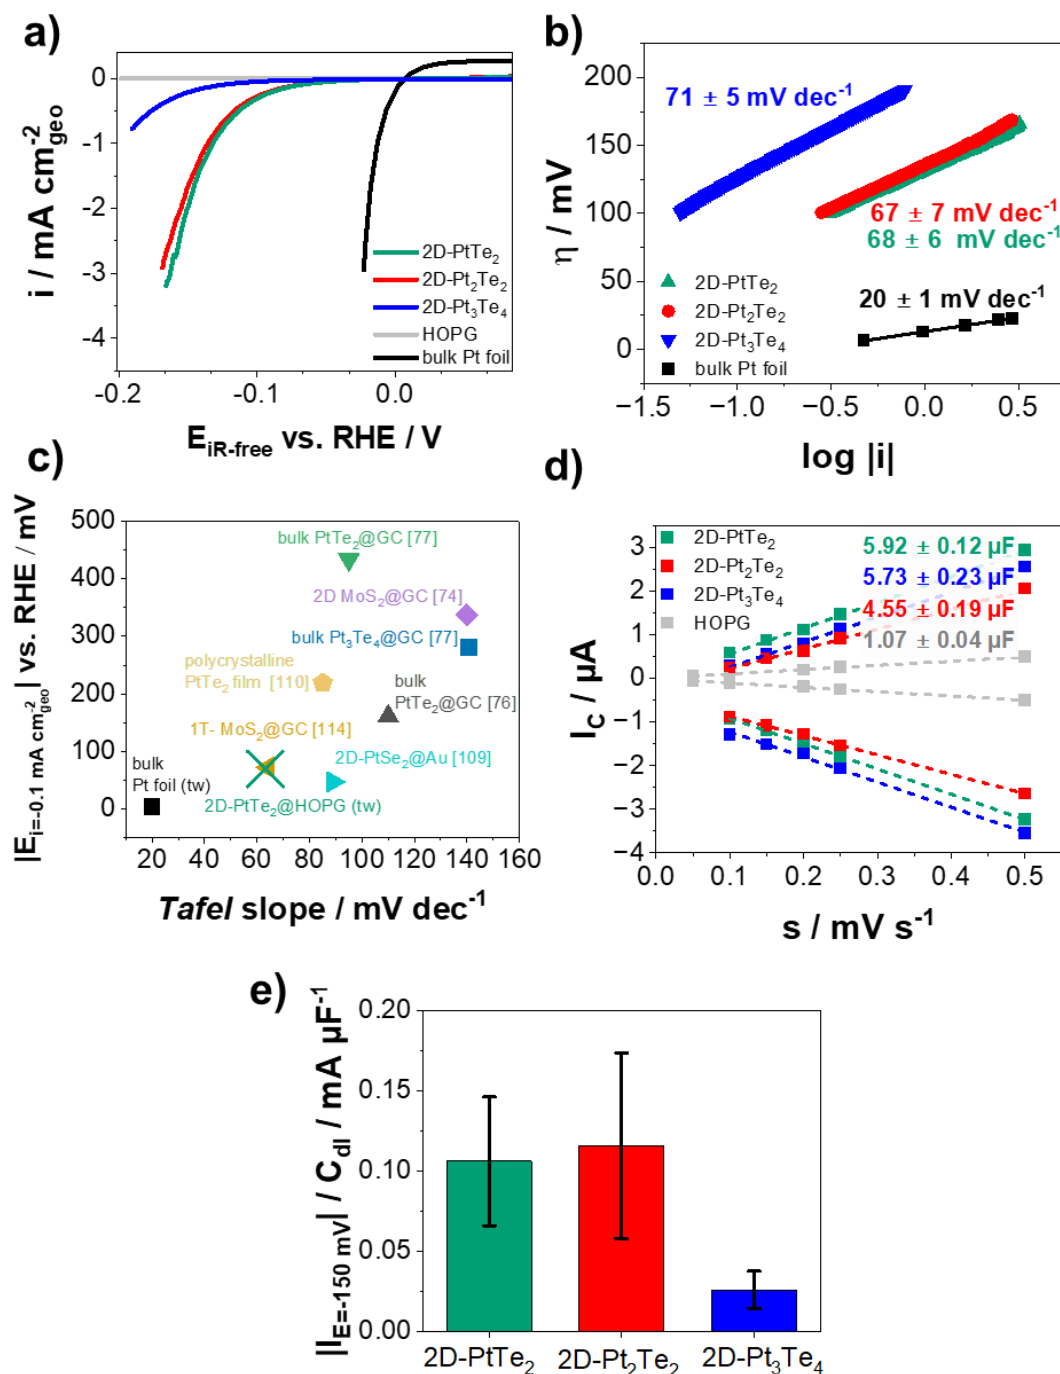 a)
i / mA cm⁻²geo
0
-1
-2
-3
-4
2D-PtTe₂
2D-Pt₂Te₂
2D-Pt₃Te₄
HOPG
bulk Pt foil
-0.2
-0.1
0.0
E_iR-free vs. RHE / V
b)
η / mV
200
150
100
50
0
71 ± 5 mV dec⁻¹
67 ± 7 mV dec⁻¹
68 ± 6 mV dec⁻¹
20 ± 1 mV dec⁻¹
2D-PtTe₂
2D-Pt₂Te₂
2D-Pt₃Te₄
bulk Pt foil
−1.5
−1.0
−0.5
0.0
0.5
log |i|
c)
|E_i=-0.1 mA cm⁻²geo| vs. RHE / mV
500
400
300
200
100
0
bulk PtTe₂@GC [77]
2D MoS₂@GC [74]
bulk Pt₃Te₄@GC [77]
polycrystalline
PtTe₂ film [110]
bulk
PtTe₂@GC [76]
1T- MoS₂@GC [114]
2D-PtSe₂@Au [109]
bulk
Pt foil (tw)
2D-PtTe₂@HOPG (tw)
20
40
60
80
100
120
140
160
Tafel slope / mV dec⁻¹
d)
I_C / µA
3
2
1
0
−1
−2
−3
−4
2D-PtTe₂
2D-Pt₂Te₂
2D-Pt₃Te₄
HOPG
5.92 ± 0.12 µF
5.73 ± 0.23 µF
4.55 ± 0.19 µF
1.07 ± 0.04 µF
0.0
0.1
0.2
0.3
0.4
0.5
s / mV s⁻¹
e)
|I_E=-150 mV| / C_dl / mA µF⁻¹
0.20
0.15
0.10
0.05
0.00
2D-PtTe₂
2D-Pt₂Te₂
2D-Pt₃Te₄